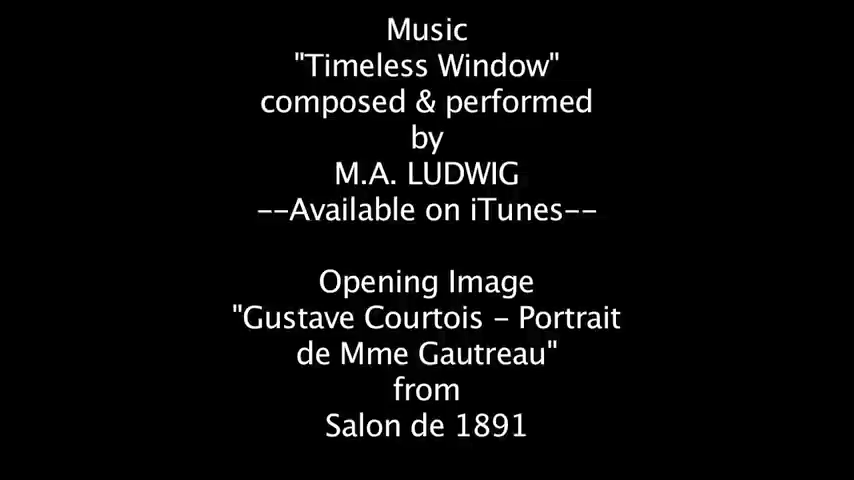 Music
"Timeless Window"
composed & performed
by
M.A. LUDWIG
--Available on iTunes--
Opening Image
"Gustave Courtois - Portrait
de Mme Gautreau"
from
Salon de 1891